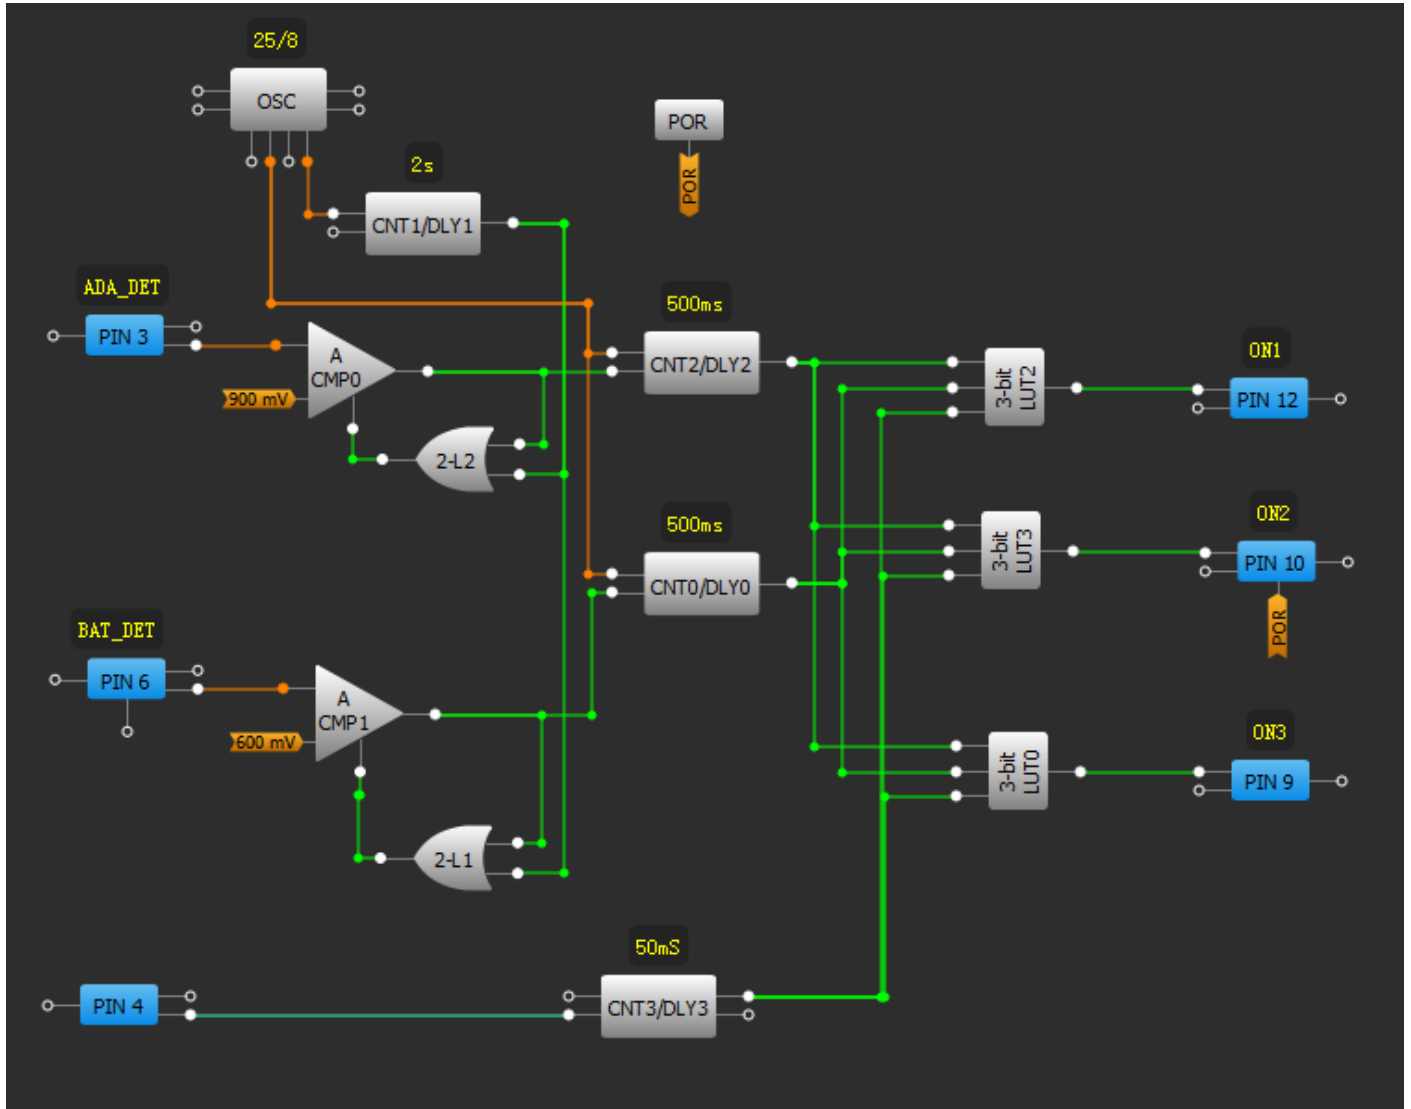 25/8
OSC
POR
POR
2s
CNT1/DLY1
ADA_DET
PIN 3
A
CMP0
900 mV
500ms
CNT2/DLY2
3-bit
LUT2
ON1
PIN 12
2-L2
500ms
CNT0/DLY0
3-bit
LUT3
ON2
PIN 10
POR
BAT_DET
PIN 6
A
CMP1
600 mV
3-bit
LUT0
ON3
PIN 9
2-L1
50mS
PIN 4
CNT3/DLY3